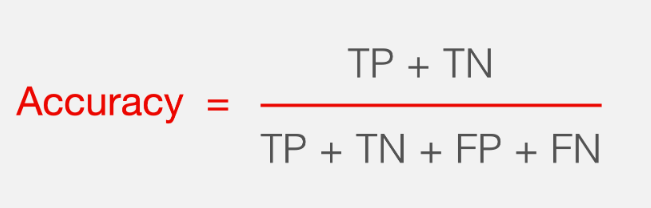 TP + TN
Accuracy =
TP + TN + FP + FN